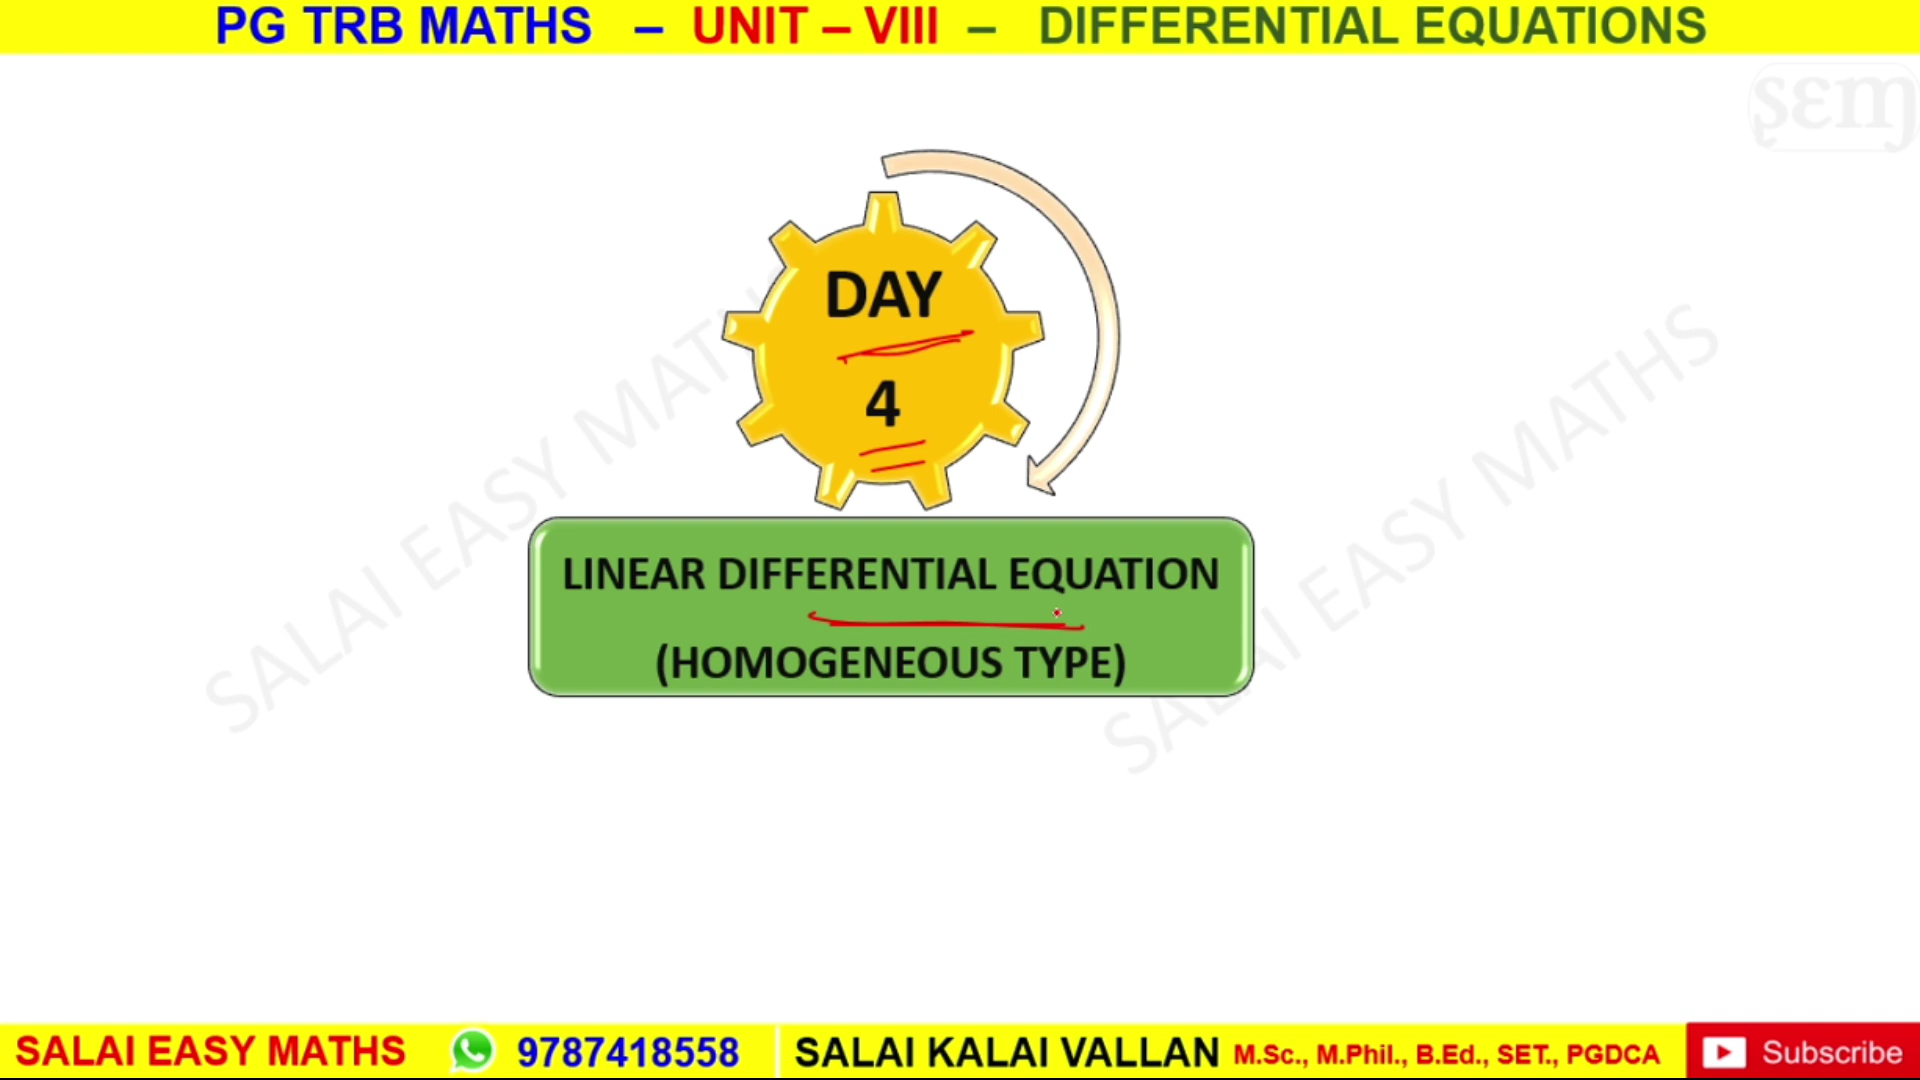 PG TRB MATHS – UNIT – VIII – DIFFERENTIAL EQUATIONS
sɛm
DAY
4
LINEAR DIFFERENTIAL EQUATION
(HOMOGENEOUS TYPE)
SALAI EASY MATHS
SALAI EASY MATHS
SALAI EASY MATHS 9787418558 SALAI KALAI VALLAN M.Sc., M.Phil., B.Ed., SET., PGDCA Subscribe